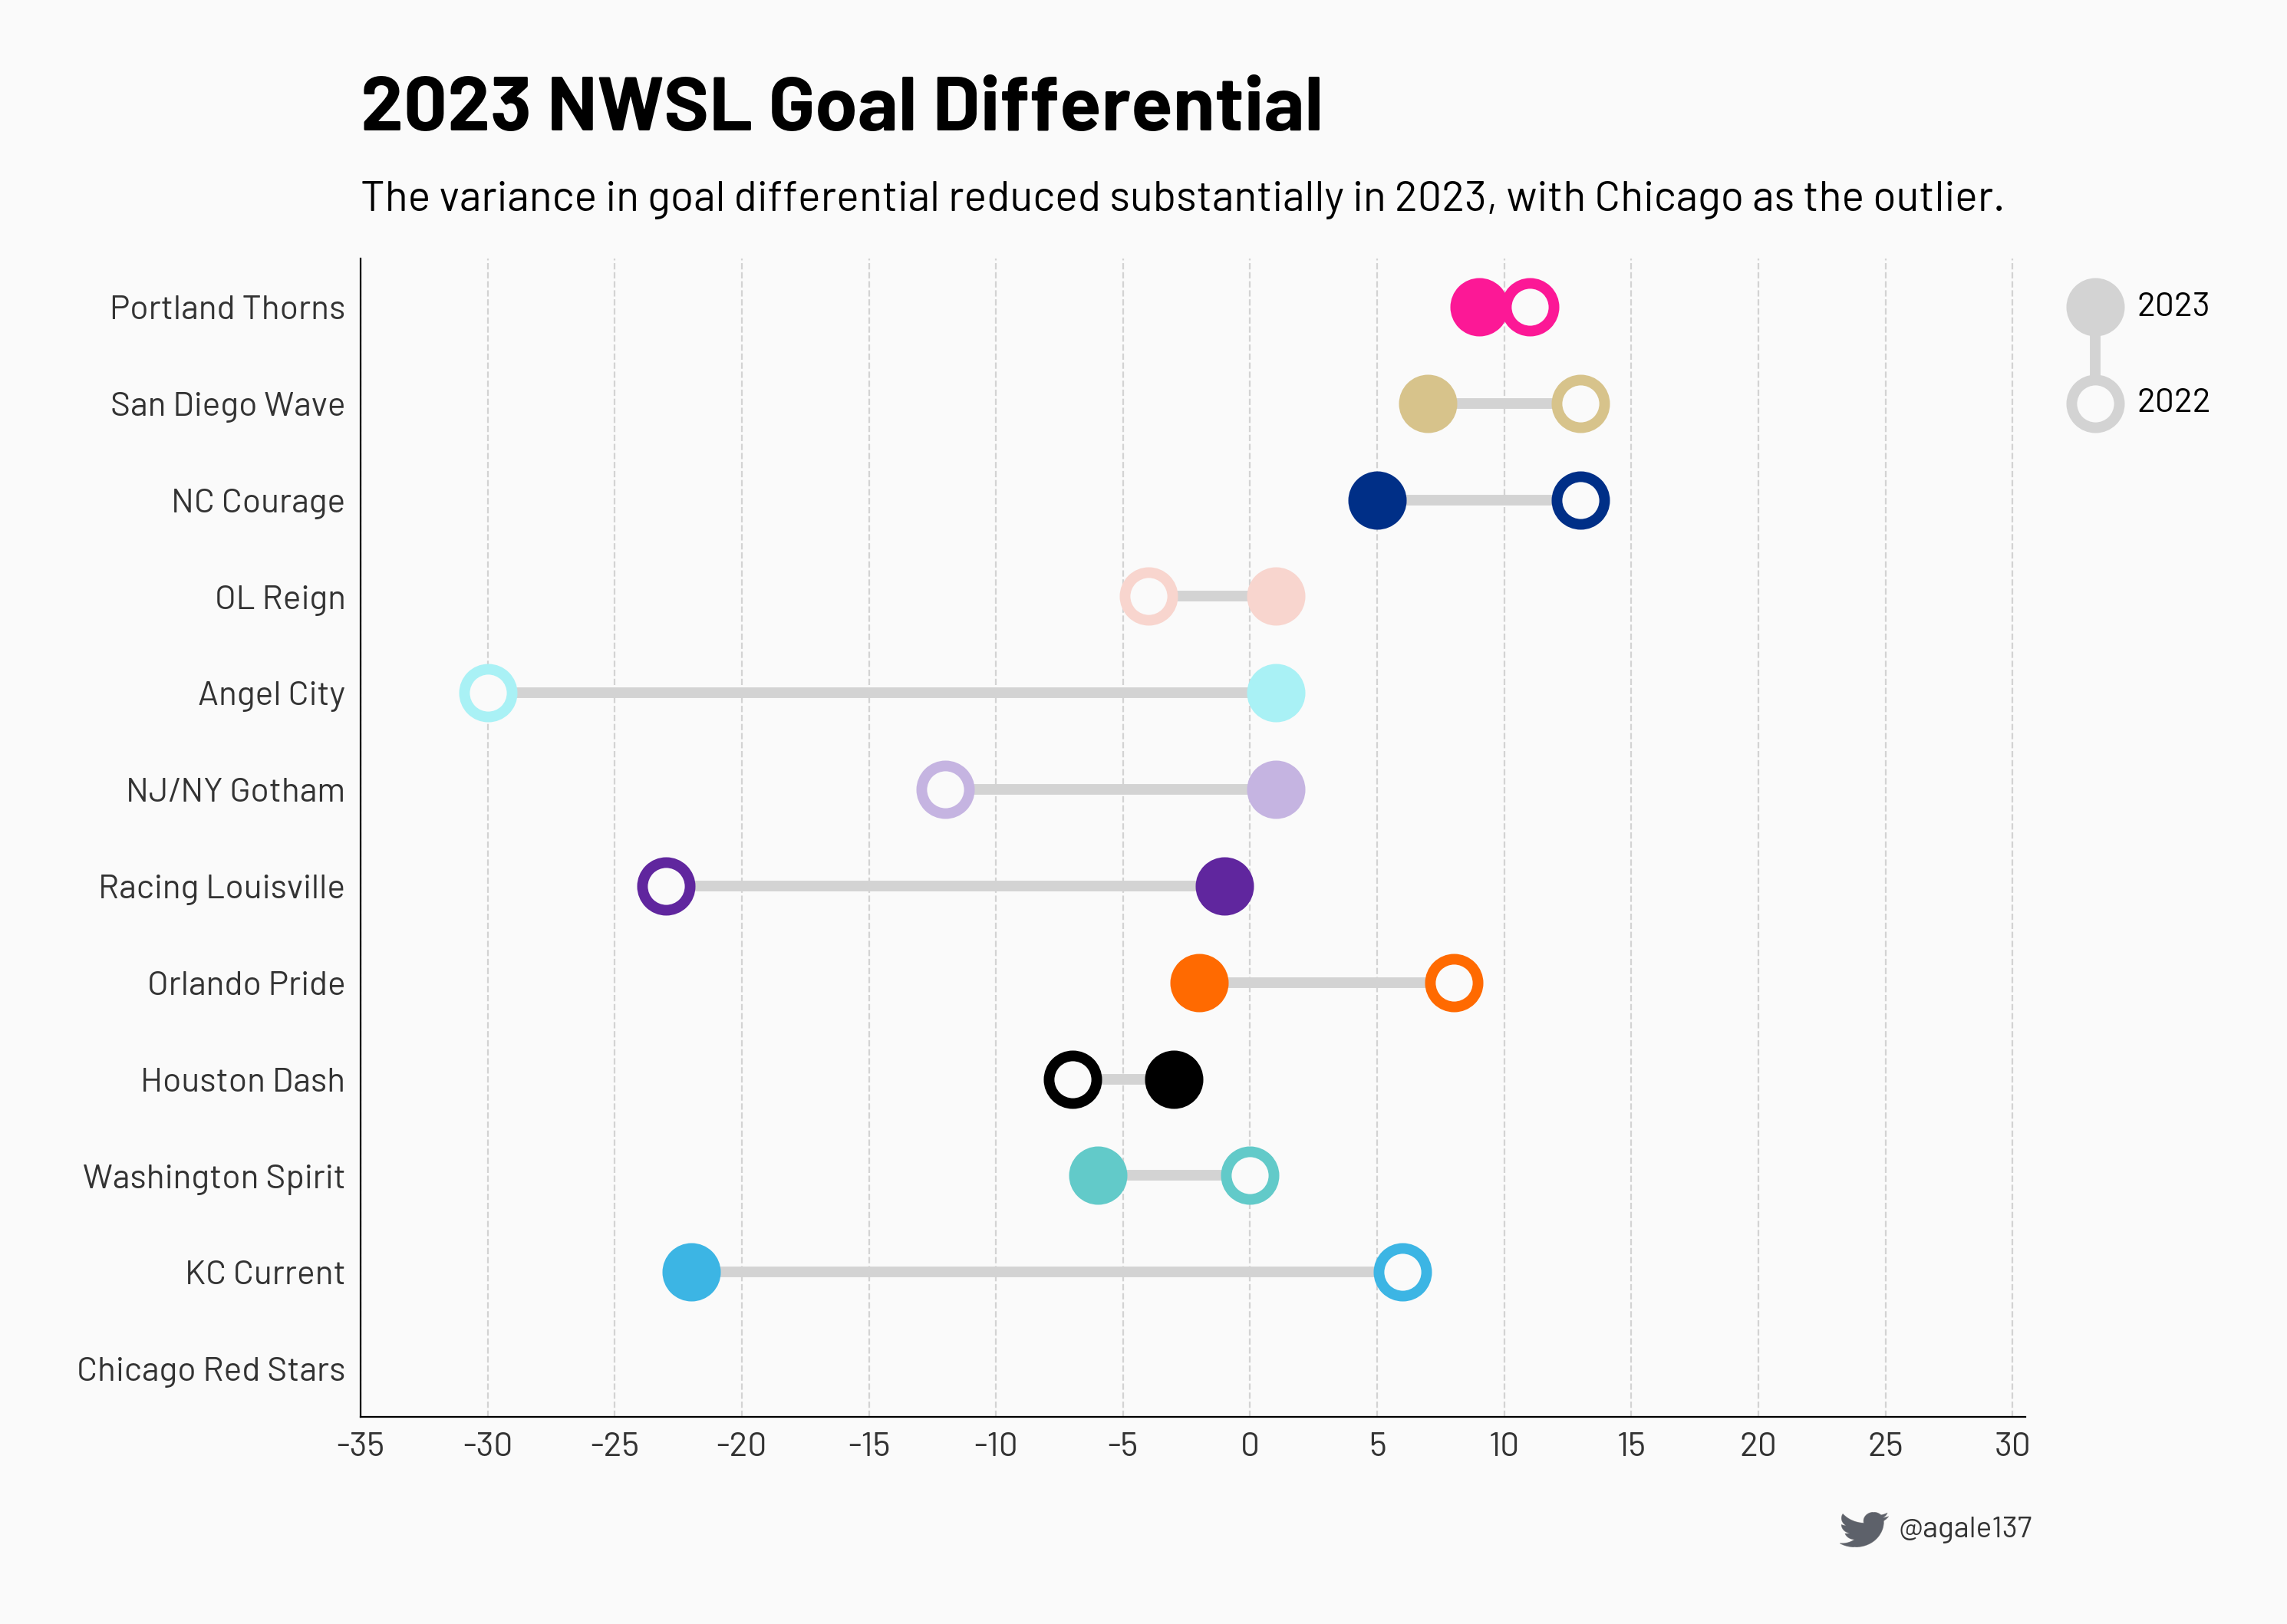 2023 NWSL Goal Differential
The variance in goal differential reduced substantially in 2023, with Chicago as the outlier.
Portland Thorns
2023
San Diego Wave
2022
NC Courage
OL Reign
Angel City
NJ/NY Gotham
Racing Louisville
Orlando Pride
Houston Dash
Washington Spirit
KC Current
Chicago Red Stars
-35 -30 -25 -20 -15 -10 -5 0 5 10 15 20 25 30
@agale137